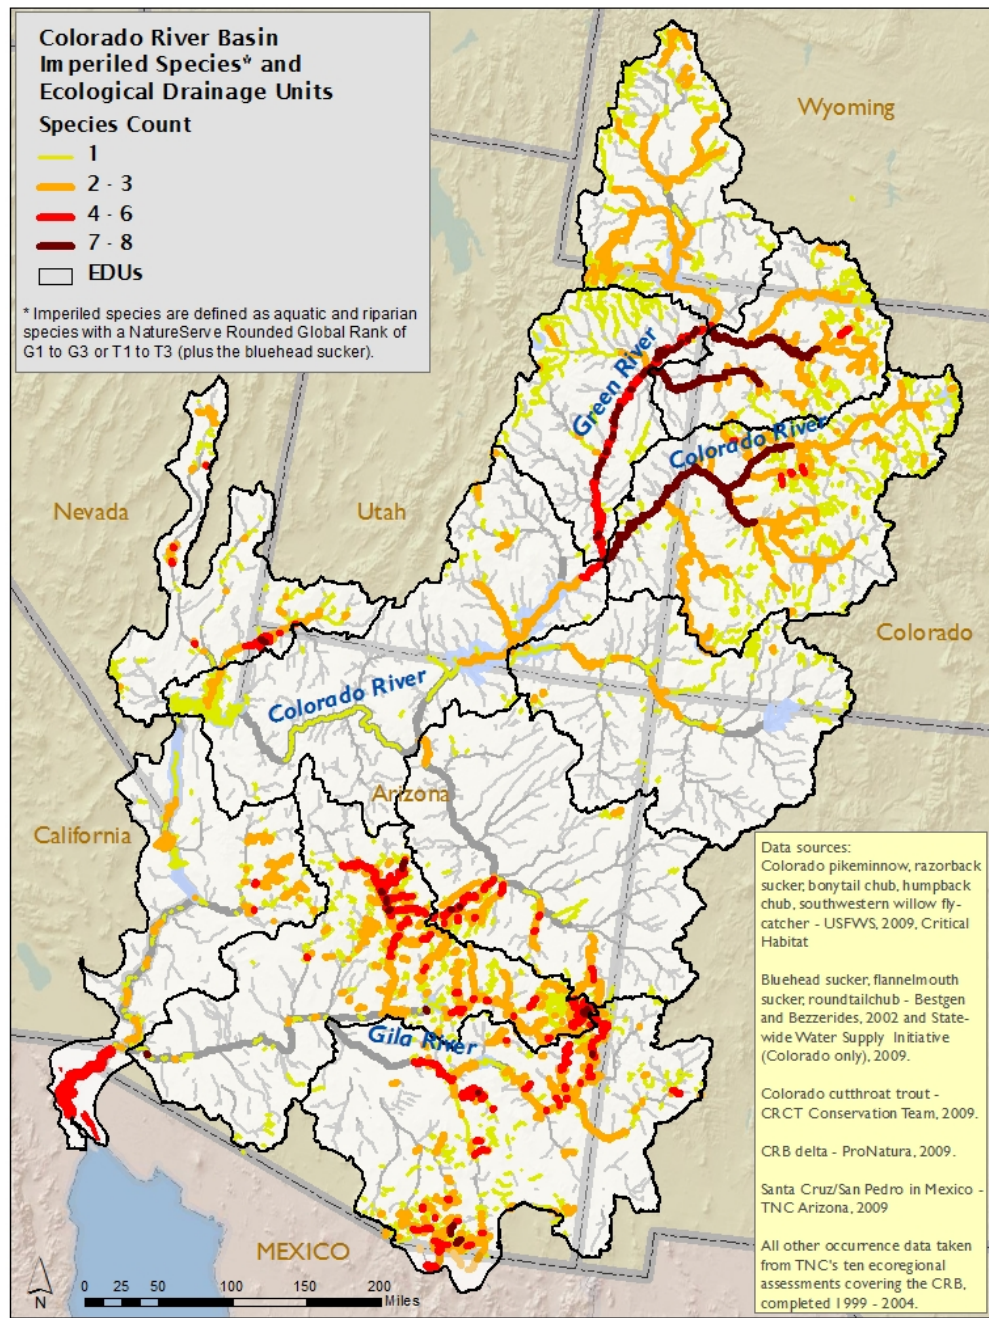 Colorado River Basin
Imperiled Species* and
Ecological Drainage Units
Species Count
1
2 - 3
4 - 6
7 - 8
EDUs
* Imperiled species are defined as aquatic and riparian
species with a NatureServe Rounded Global Rank of
G1 to G3 or T1 to T3 (plus the bluehead sucker).
Wyoming
Green River
Colorado River
Nevada
Utah
Colorado
Colorado River
Arizona
California
Gila River
MEXICO
Data sources:
Colorado pikeminnow, razorback
sucker, bonytail chub, humpback
chub, southwestern willow fly-
catcher - USFWS, 2009, Critical
Habitat
Bluehead sucker, flannelmouth
sucker, roundtailchub - Bestgen
and Bezzerides, 2002 and State-
wide Water Supply Initiative
(Colorado only), 2009.
Colorado cutthroat trout -
CRCT Conservation Team, 2009.
CRB delta - ProNatura, 2009.
Santa Cruz/San Pedro in Mexico -
TNC Arizona, 2009
All other occurrence data taken
from TNC's ten ecoregional
assessments covering the CRB,
completed 1999 - 2004.
N
0 25 50 100 150 200
Miles